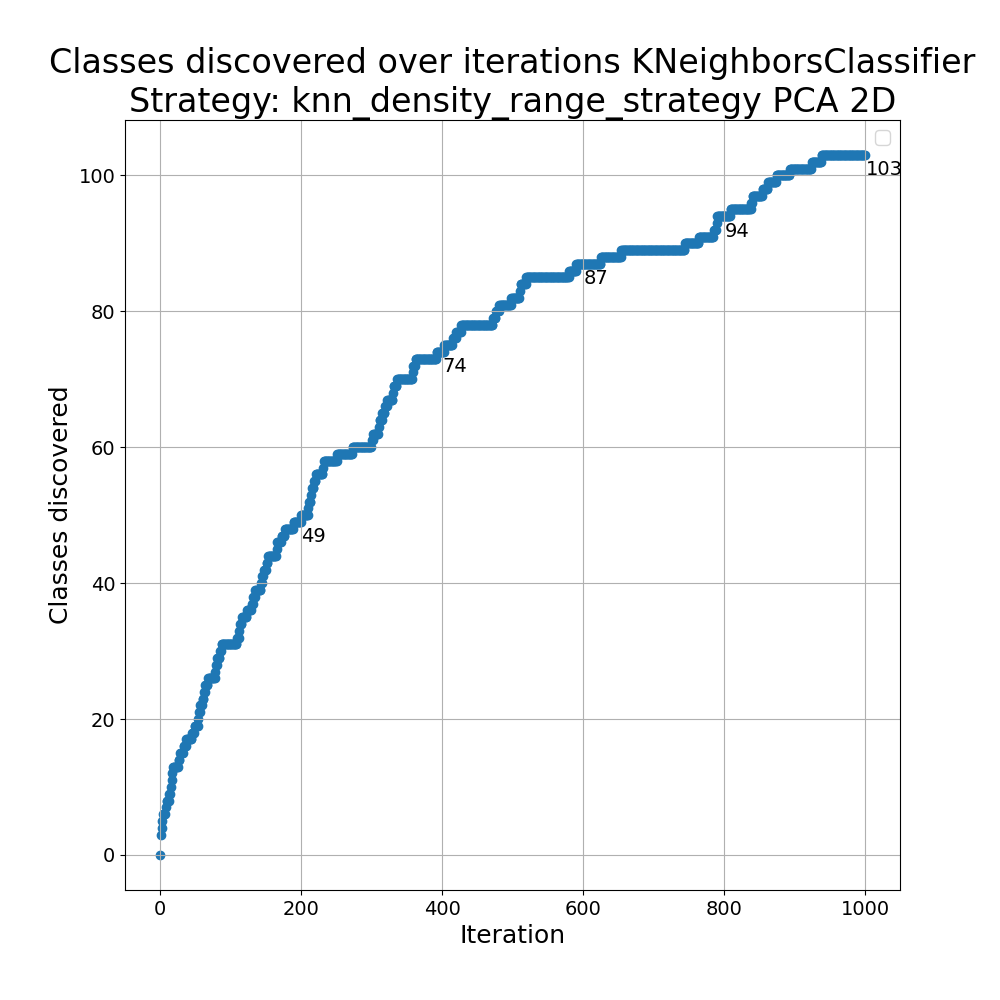 Classes discovered over iterations KNeighborsClassifier
Strategy: knn_density_range_strategy PCA 2D
Classes discovered
100
80
60
40
20
0
103
94
87
74
49
0 200 400 600 800 1000
Iteration